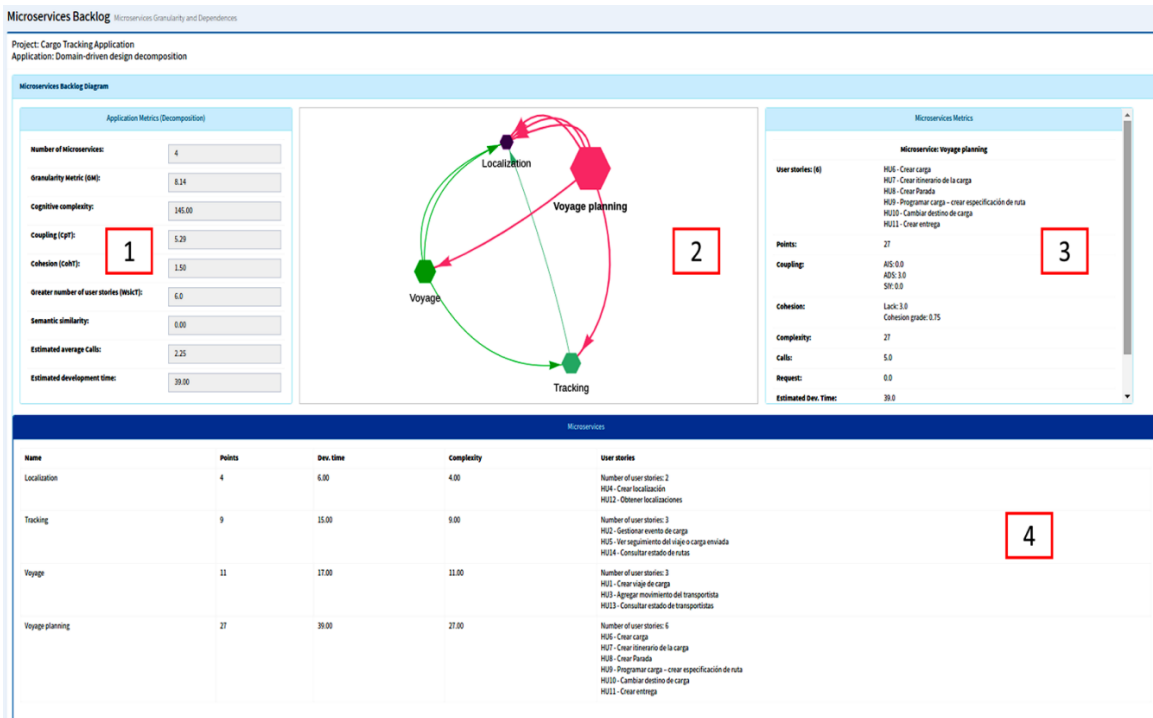 Microservices Backlog Microservices Granularity and Dependences
Project: Cargo Tracking Application
Application: Domain-driven design decomposition
Microservices Backlog Diagram
Application Metrics (Decomposition)
Number of Microservices: 4
Granularity Metric (GM): 8.14
Cognitive complexity: 145.00
Coupling (CpT): 5.29
Cohesion (CohT): 1.50
Greater number of user stories (WsicT): 6.0
Semantic similarity: 0.00
Estimated average Calls: 2.25
Estimated development time: 39.00
1
Localization
Voyage planning
Voyage
Tracking
2
Microservices Metrics
Microservice: Voyage planning
User stories: (6)
HU6 - Crear carga
HU7 - Crear itinerario de la carga
HU8 - Crear Parada
HU9 - Programar carga – crear especificación de ruta
HU10 - Cambiar destino de carga
HU11 - Crear entrega
Points: 27
Coupling: AIS: 0.0
ADS: 3.0
SIY: 0.0
Cohesion: Lack: 3.0
Cohesion grade: 0.75
Complexity: 27
Calls: 5.0
Request: 0.0
Estimated Dev. Time: 39.0
3
Microservices
Name Points Dev. time Complexity User stories
Localization 4 6.00 4.00 Number of user stories: 2
HU4 - Crear localización
HU12 - Obtener localizaciones
Tracking 9 15.00 9.00 Number of user stories: 3
HU2 - Gestionar evento de carga
HU5 - Ver seguimiento del viaje o carga enviada
HU14 - Consultar estado de rutas
4
Voyage 11 17.00 11.00 Number of user stories: 3
HU1 - Crear viaje de carga
HU3 - Agregar movimiento del transportista
HU13 - Consultar estado de transportistas
Voyage planning 27 39.00 27.00 Number of user stories: 6
HU6 - Crear carga
HU7 - Crear itinerario de la carga
HU8 - Crear Parada
HU9 - Programar carga – crear especificación de ruta
HU10 - Cambiar destino de carga
HU11 - Crear entrega